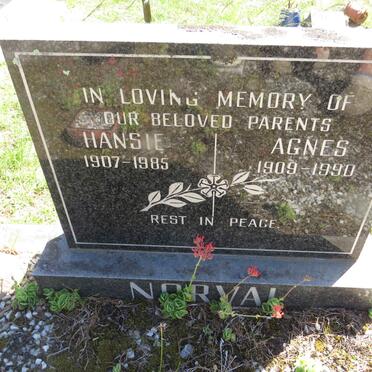 IN LOVING MEMORY OF
OUR BELOVED PARENTS
HANSIE AGNES
1907-1985 1909-1990
REST IN PEACE
NORVAL